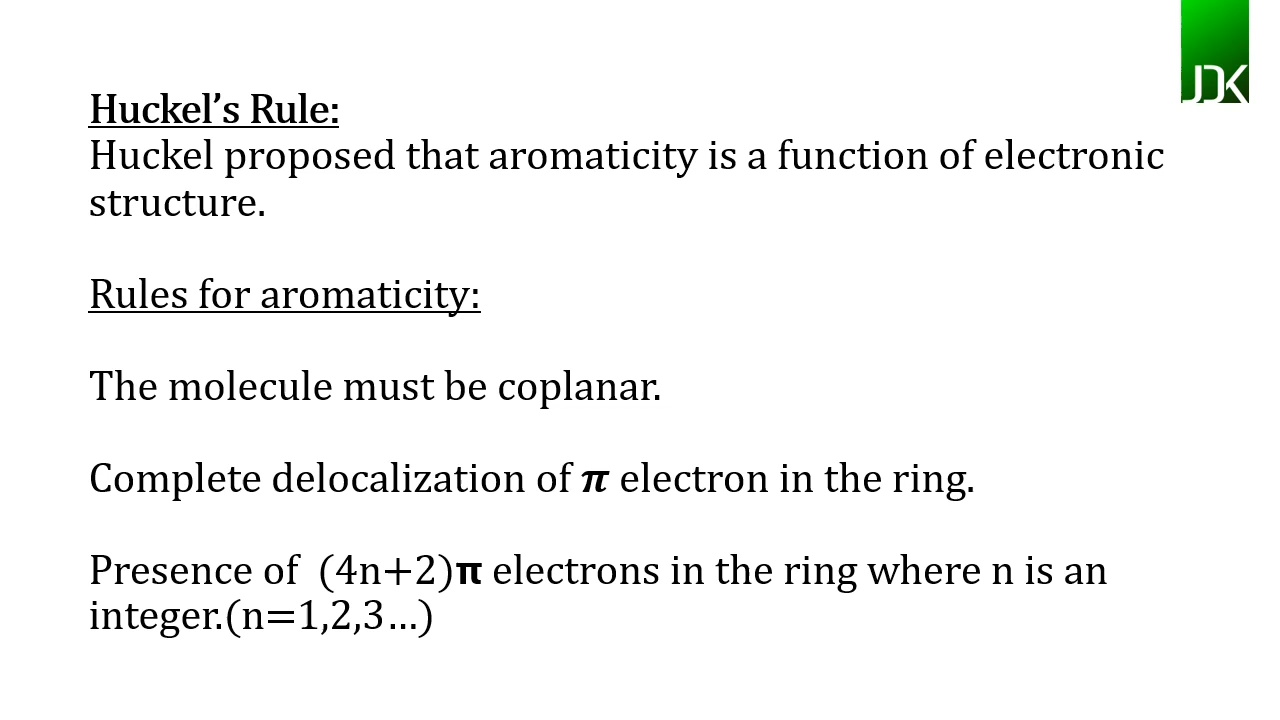 JDK
Huckel’s Rule:
Huckel proposed that aromaticity is a function of electronic
structure.
Rules for aromaticity:
The molecule must be coplanar.
Complete delocalization of π electron in the ring.
Presence of (4n+2)π electrons in the ring where n is an
integer.(n=1,2,3…)